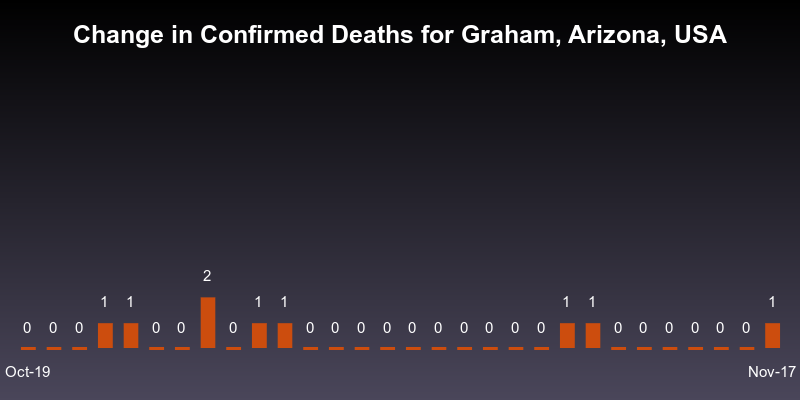 Change in Confirmed Deaths for Graham, Arizona, USA
2
1 1 1 1 1 1 1
0 0 0 0 0 0 0 0 0 0 0 0 0 0 0 0 0 0 0 0 0 0
Oct-19 Nov-17